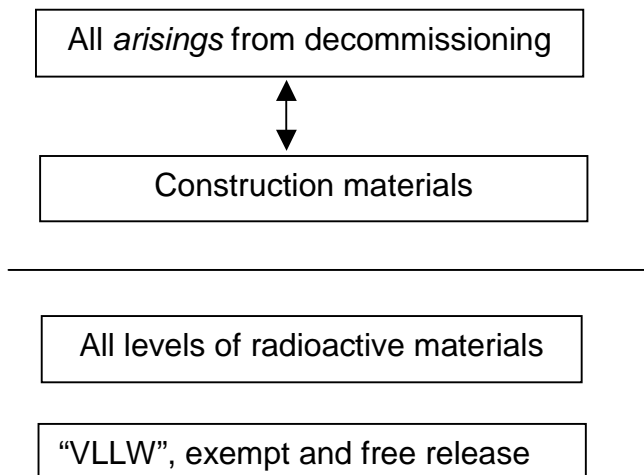 All arisings from decommissioning
Construction materials
All levels of radioactive materials
“VLLW”, exempt and free release